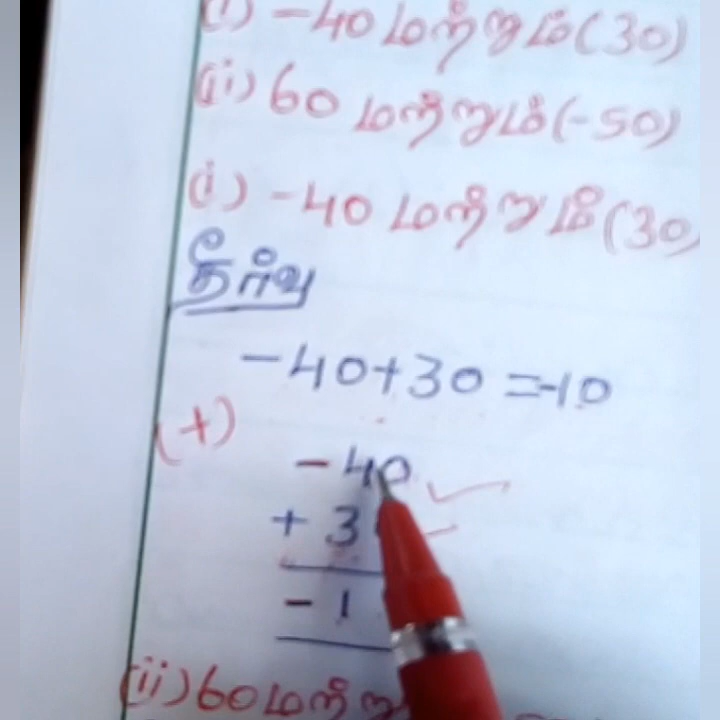 (i) -40 மற்றும் (30)
(ii) 60 மற்றும் (-50)
(i) -40 மற்றும் (30)
தீர்வு
-40+30 =-10
(+)
-40
+ 3
- 1
(ii) 60 மற்று